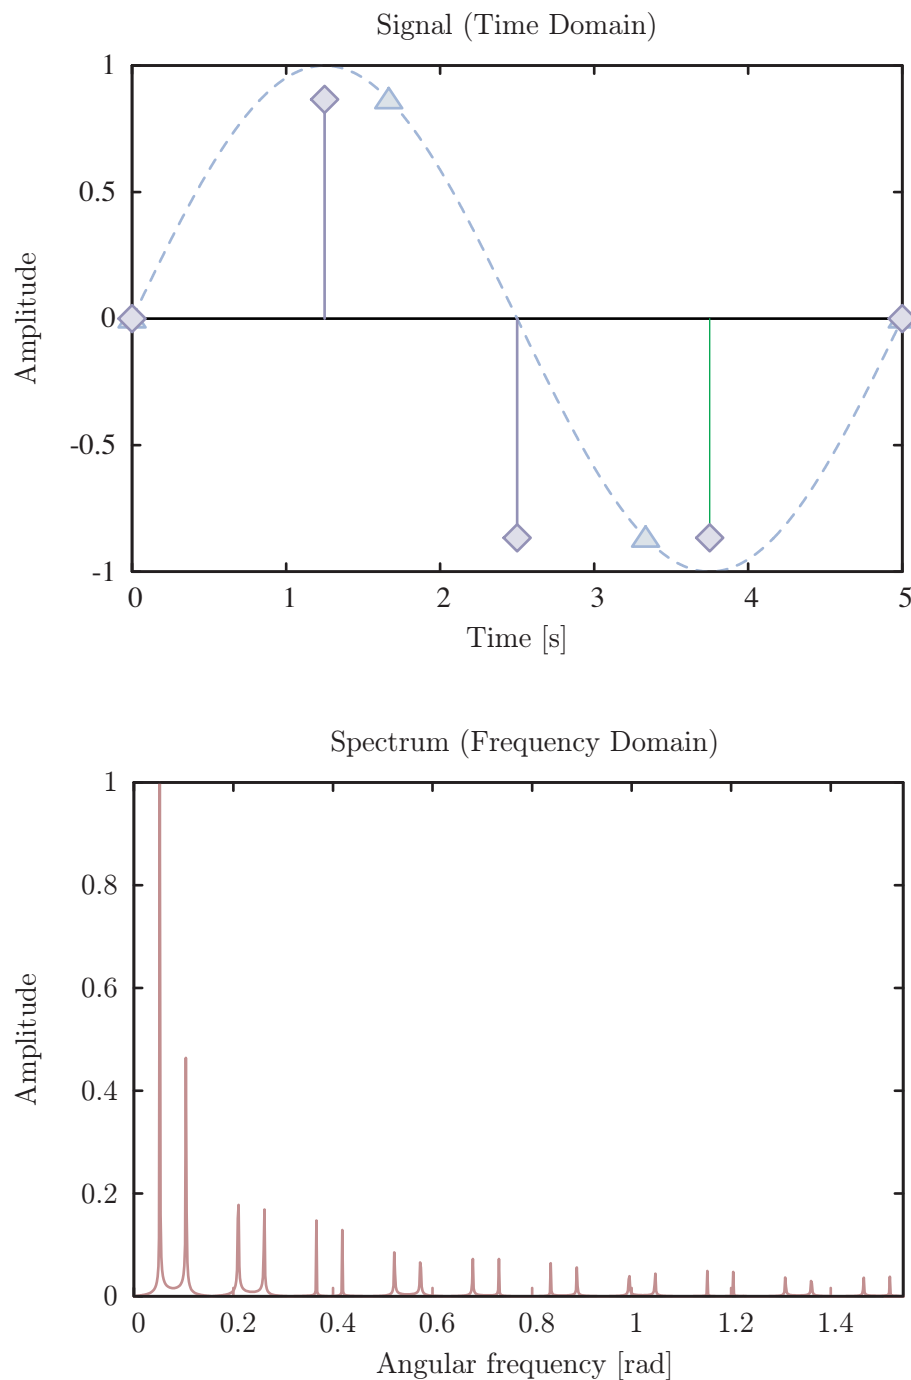 Signal (Time Domain)
1
0.5
0
-0.5
-1
Amplitude
0 1 2 3 4 5
Time [s]
Spectrum (Frequency Domain)
1
0.8
0.6
0.4
0.2
0
Amplitude
0 0.2 0.4 0.6 0.8 1 1.2 1.4
Angular frequency [rad]